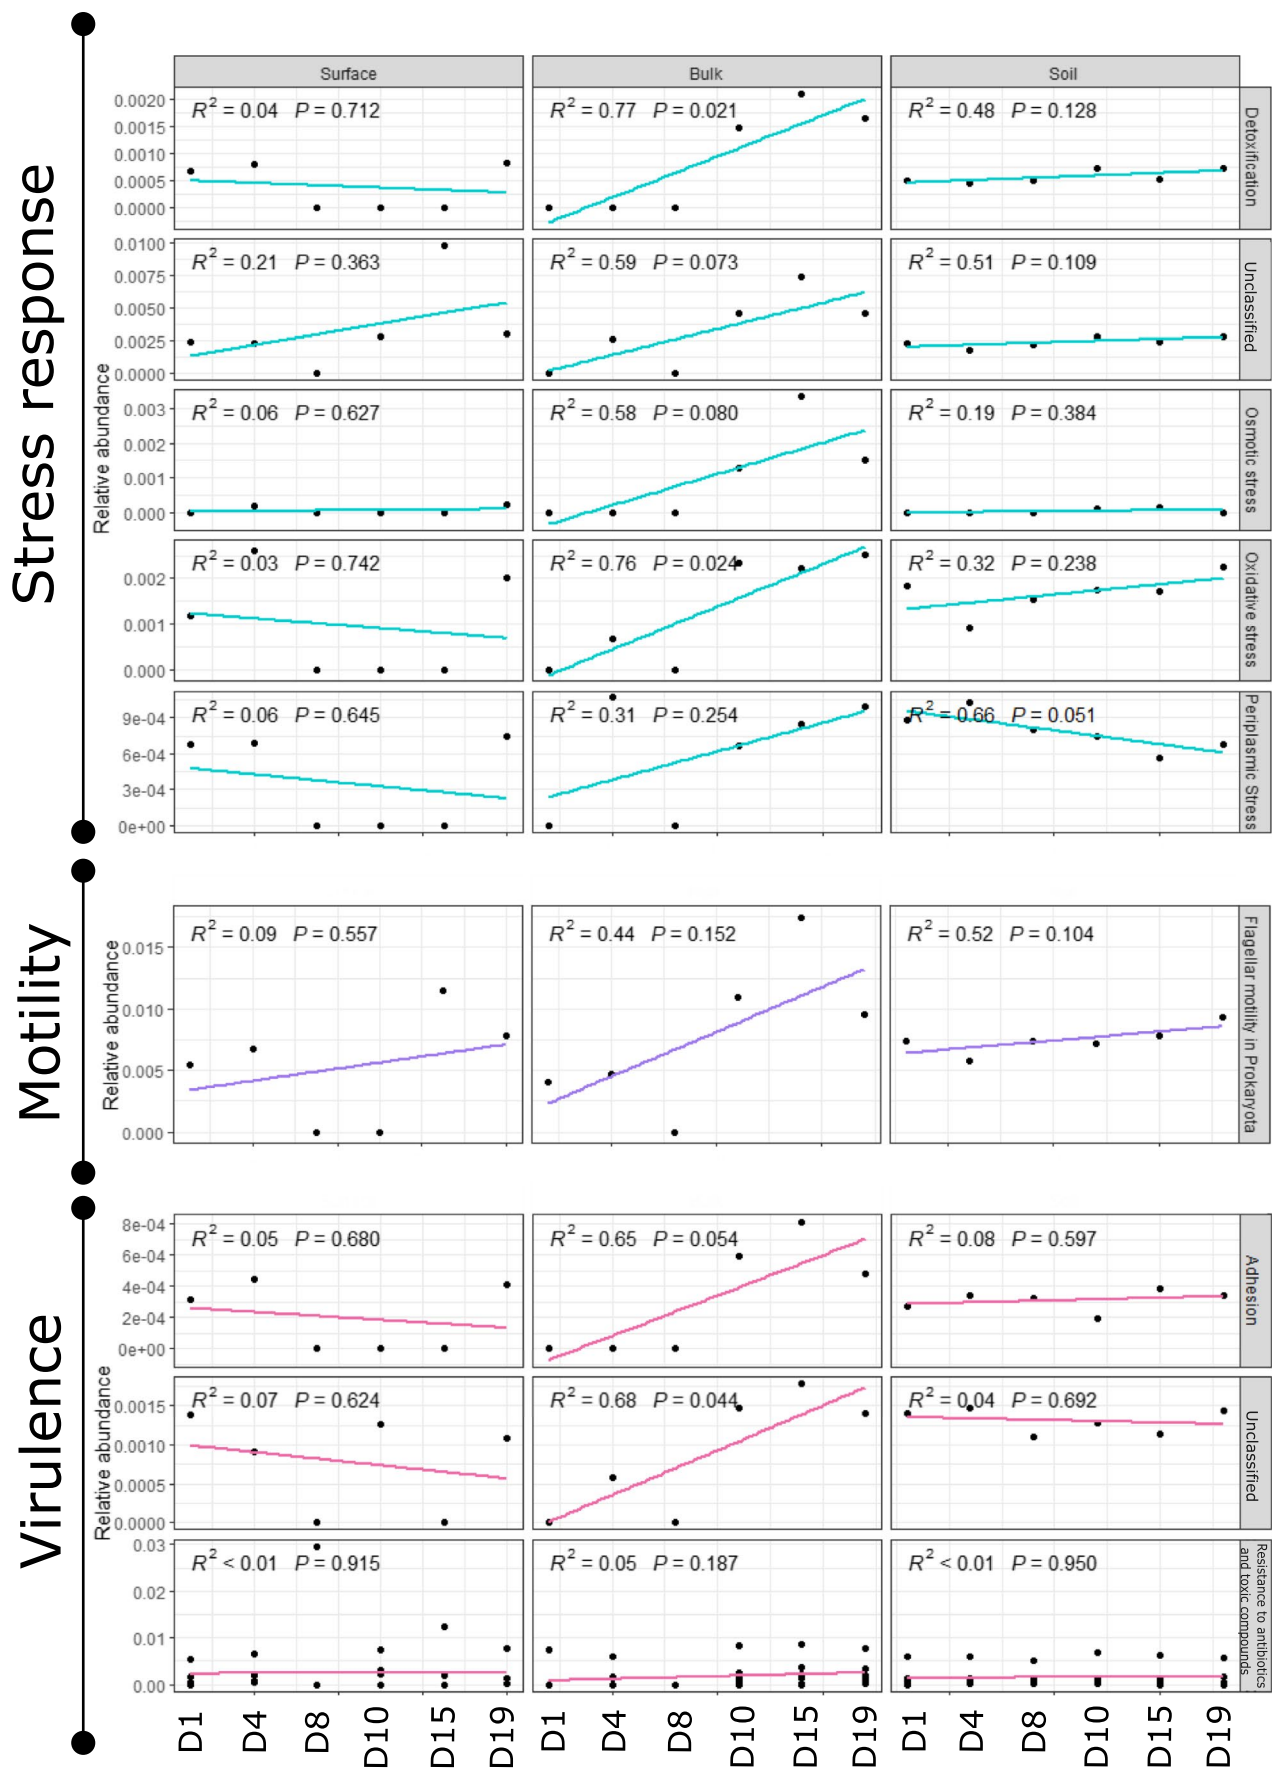 Stress response
Relative abundance
Surface Bulk Soil
0.0020
0.0015
0.0010
0.0005
0.0000
R² = 0.04 P = 0.712
R² = 0.77 P = 0.021
R² = 0.48 P = 0.128
Detoxification
0.0100
0.0075
0.0050
0.0025
0.0000
R² = 0.21 P = 0.363
R² = 0.59 P = 0.073
R² = 0.51 P = 0.109
Unclassified
0.003
0.002
0.001
0.000
R² = 0.06 P = 0.627
R² = 0.58 P = 0.080
R² = 0.19 P = 0.384
Osmotic stress
0.002
0.001
0.000
R² = 0.03 P = 0.742
R² = 0.76 P = 0.024
R² = 0.32 P = 0.238
Oxidative stress
9e-04
6e-04
3e-04
0e+00
R² = 0.06 P = 0.645
R² = 0.31 P = 0.254
R² = 0.66 P = 0.051
Periplasmic Stress
Motility
Relative abundance
0.015
0.010
0.005
0.000
R² = 0.09 P = 0.557
R² = 0.44 P = 0.152
R² = 0.52 P = 0.104
Flagellar motility in Prokaryota
Virulence
Relative abundance
8e-04
6e-04
4e-04
2e-04
0e+00
R² = 0.05 P = 0.680
R² = 0.65 P = 0.054
R² = 0.08 P = 0.597
Adhesion
0.0015
0.0010
0.0005
0.0000
R² = 0.07 P = 0.624
R² = 0.68 P = 0.044
R² = 0.04 P = 0.692
Unclassified
0.03
0.02
0.01
0.00
R² < 0.01 P = 0.915
R² = 0.05 P = 0.187
R² < 0.01 P = 0.950
Resistance to antibiotics
and toxic compounds
D1 D4 D8 D10 D15 D19
D1 D4 D8 D10 D15 D19
D1 D4 D8 D10 D15 D19